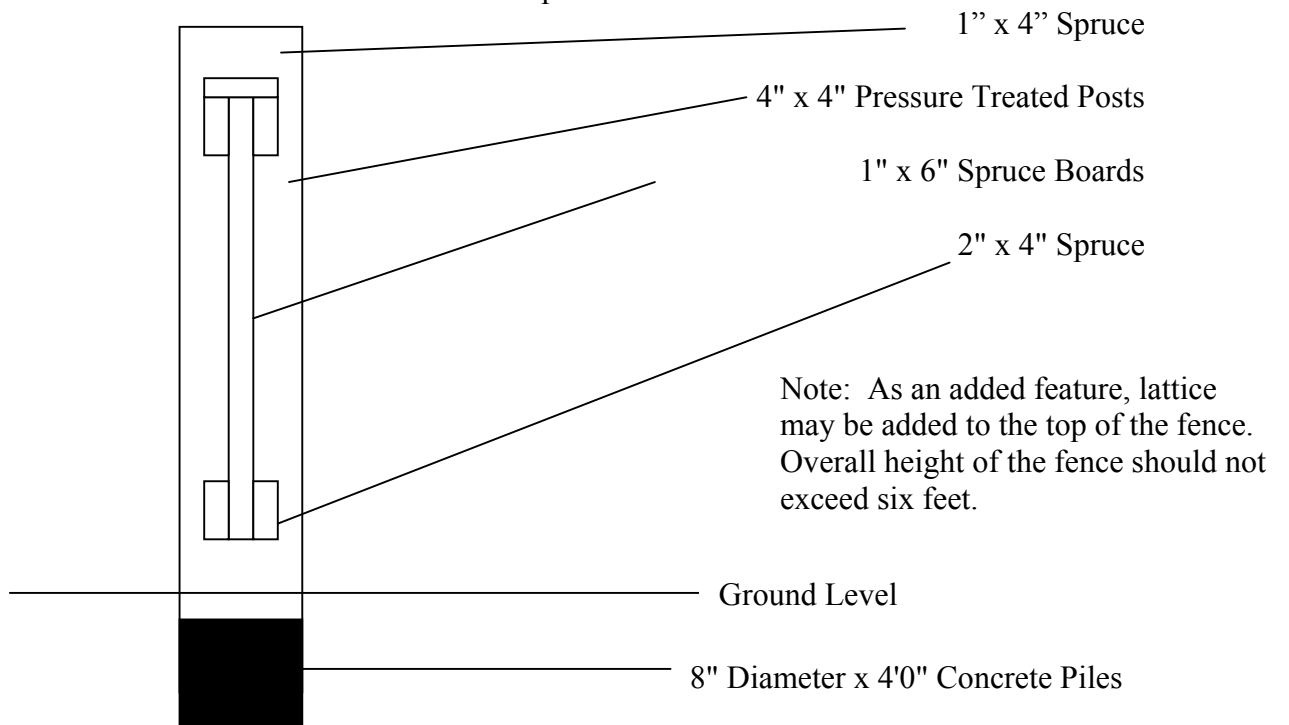 1” x 4” Spruce
4" x 4" Pressure Treated Posts
1" x 6" Spruce Boards
2" x 4" Spruce
Note: As an added feature, lattice
may be added to the top of the fence.
Overall height of the fence should not
exceed six feet.
Ground Level
8" Diameter x 4'0" Concrete Piles